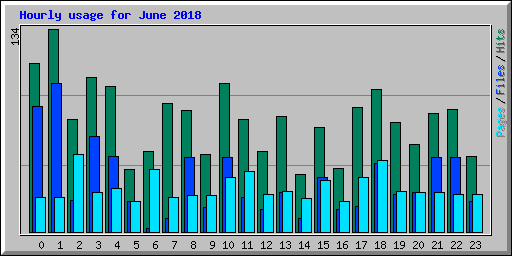 Hourly usage for June 2018
134
Pages/Files/Hits
0 1 2 3 4 5 6 7 8 9 10 11 12 13 14 15 16 17 18 19 20 21 22 23